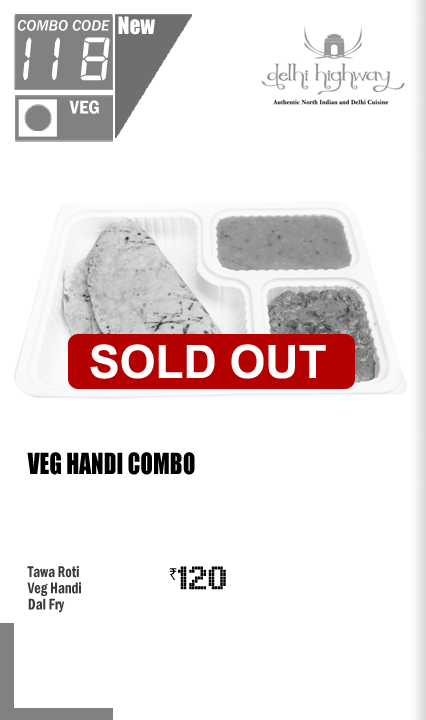 COMBO CODE
118
New
VEG
delhi highway
Authentic North Indian and Delhi Cuisine
SOLD OUT
VEG HANDI COMBO
Tawa Roti
Veg Handi
Dal Fry
₹120